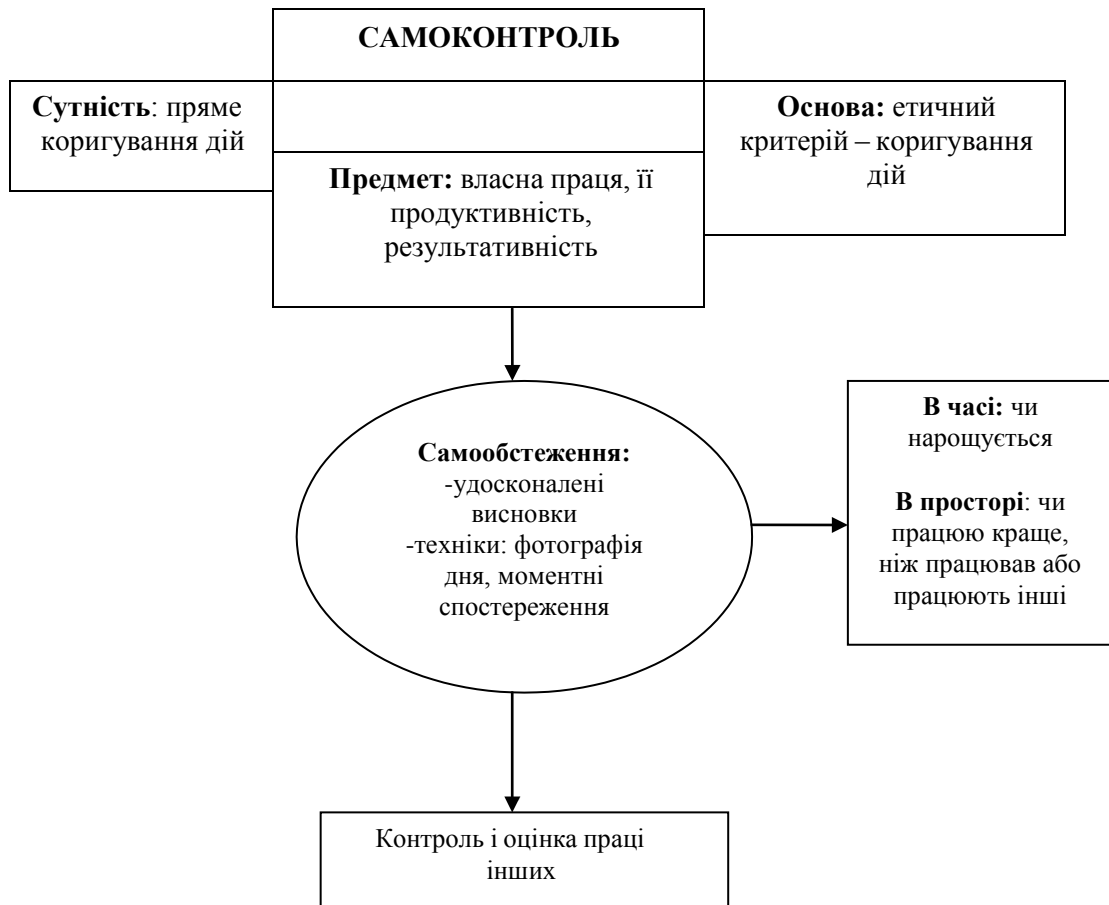 САМОКОНТРОЛЬ
Сутність: пряме
коригування дій
Основа: етичний
критерій – коригування
дій
Предмет: власна праця, її
продуктивність,
результативність
Самообстеження:
-удосконалені
висновки
-техніки: фотографія
дня, моментні
спостереження
В часі: чи
нарощується
В просторі: чи
працюю краще,
ніж працював або
працюють інші
Контроль і оцінка праці
інших